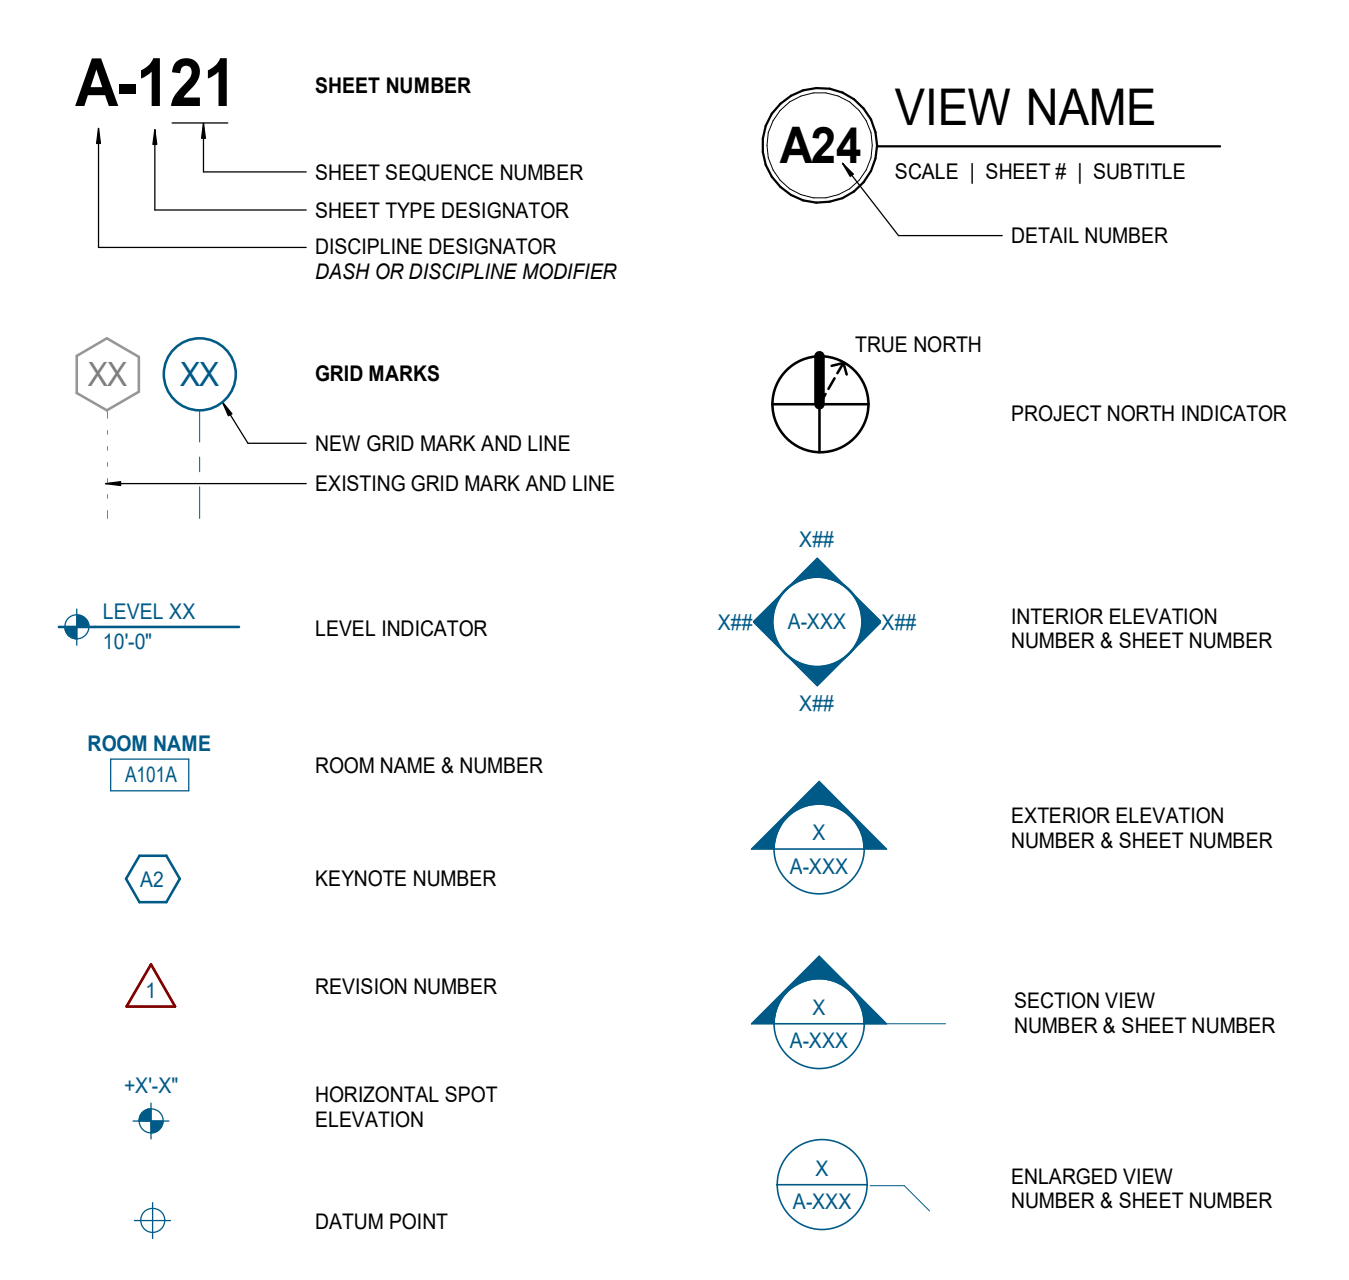 A-121
SHEET NUMBER
SHEET SEQUENCE NUMBER
SHEET TYPE DESIGNATOR
DISCIPLINE DESIGNATOR
DASH OR DISCIPLINE MODIFIER
XX
XX
GRID MARKS
NEW GRID MARK AND LINE
EXISTING GRID MARK AND LINE
LEVEL XX
10'-0"
LEVEL INDICATOR
ROOM NAME
A101A
ROOM NAME & NUMBER
A2
KEYNOTE NUMBER
1
REVISION NUMBER
+X'-X"
HORIZONTAL SPOT
ELEVATION
DATUM POINT
A24
VIEW NAME
SCALE | SHEET # | SUBTITLE
DETAIL NUMBER
TRUE NORTH
PROJECT NORTH INDICATOR
X##
X##
A-XXX
X##
X##
INTERIOR ELEVATION
NUMBER & SHEET NUMBER
X
A-XXX
EXTERIOR ELEVATION
NUMBER & SHEET NUMBER
X
A-XXX
SECTION VIEW
NUMBER & SHEET NUMBER
X
A-XXX
ENLARGED VIEW
NUMBER & SHEET NUMBER